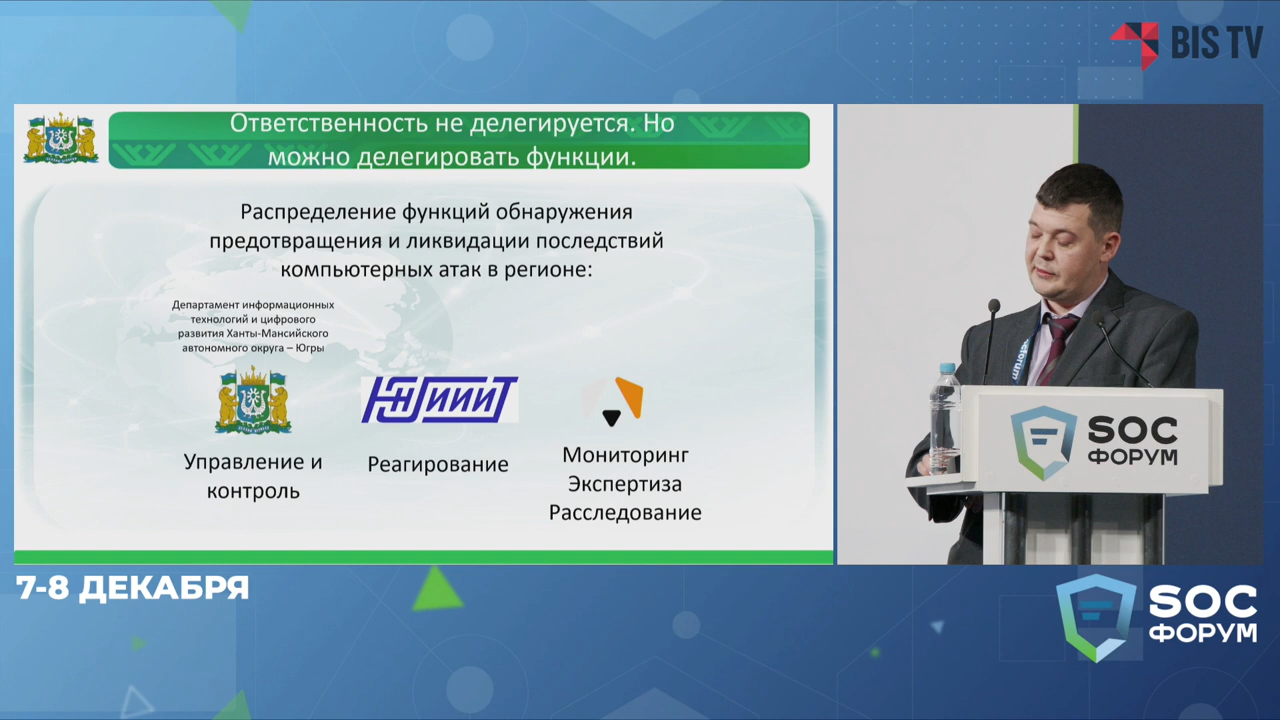 BIS TV
Ответственность не делегируется. Но
можно делегировать функции.
Распределение функций обнаружения
предотвращения и ликвидации последствий
компьютерных атак в регионе:
Департамент информационных
технологий и цифрового
развития Ханты-Мансийского
автономного округа – Югры
ЮНИИИТ
Управление и
контроль
Реагирование
Мониторинг
Экспертиза
Расследование
SOC
ФОРУМ
7-8 ДЕКАБРЯ
SOC
ФОРУМ